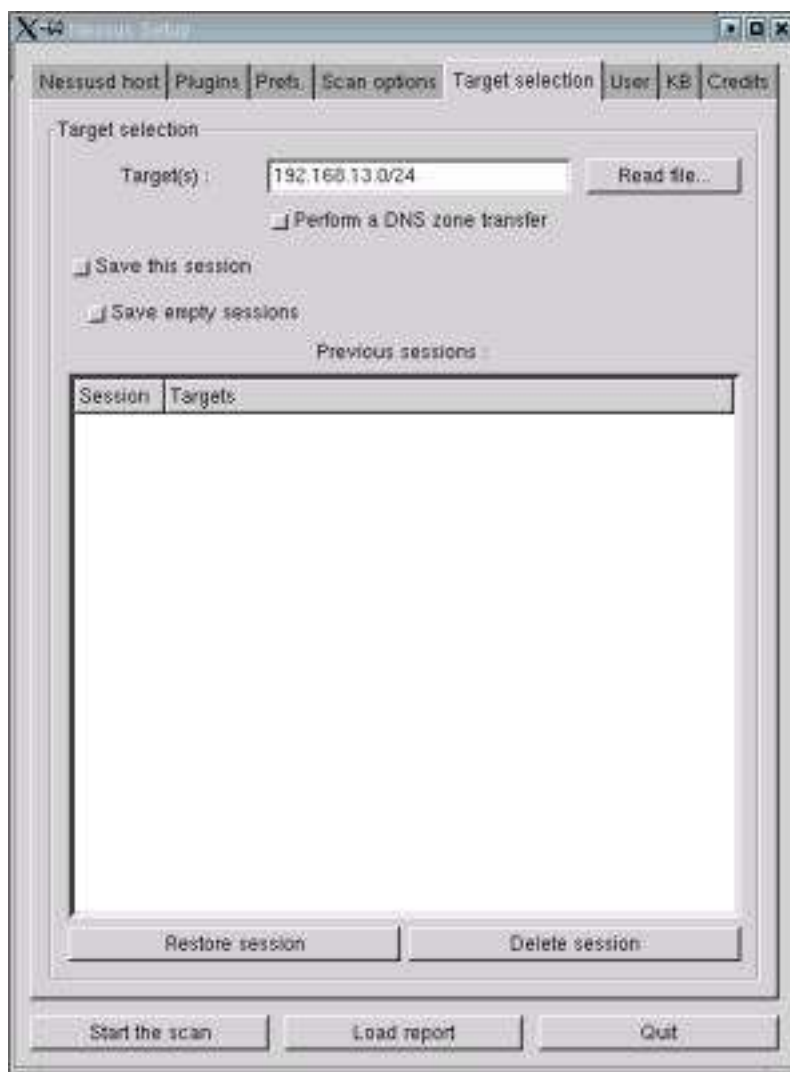 Nessus Setup
Nessusd host Plugins Prefs. Scan options Target selection User KB Credits
Target selection
Target(s) : 192.168.13.0/24 Read file...
Perform a DNS zone transfer
Save this session
Save empty sessions
Previous sessions :
Session Targets
Restore session Delete session
Start the scan Load report Quit